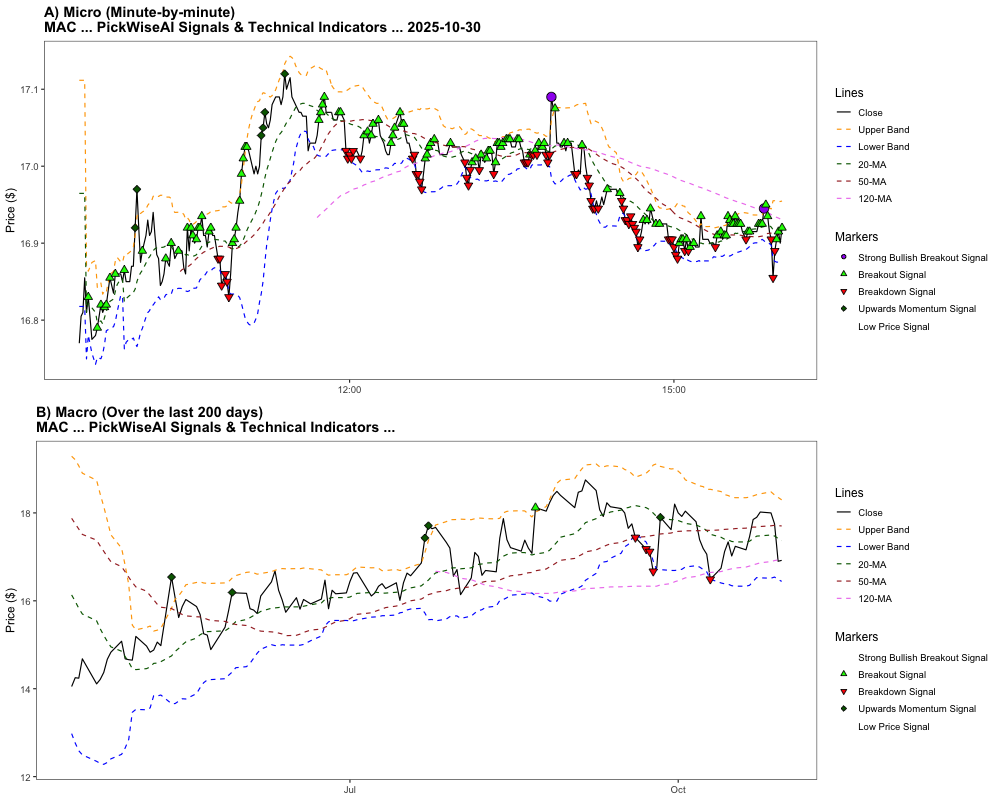 A) Micro (Minute-by-minute)
MAC ... PickWiseAI Signals & Technical Indicators ... 2025-10-30
Price ($)
17.1
17.0
16.9
16.8
12:00
15:00
Lines
Close
Upper Band
Lower Band
20-MA
50-MA
120-MA
Markers
Strong Bullish Breakout Signal
Breakout Signal
Breakdown Signal
Upwards Momentum Signal
Low Price Signal
B) Macro (Over the last 200 days)
MAC ... PickWiseAI Signals & Technical Indicators ...
Price ($)
18
16
14
12
Jul
Oct
Lines
Close
Upper Band
Lower Band
20-MA
50-MA
120-MA
Markers
Strong Bullish Breakout Signal
Breakout Signal
Breakdown Signal
Upwards Momentum Signal
Low Price Signal